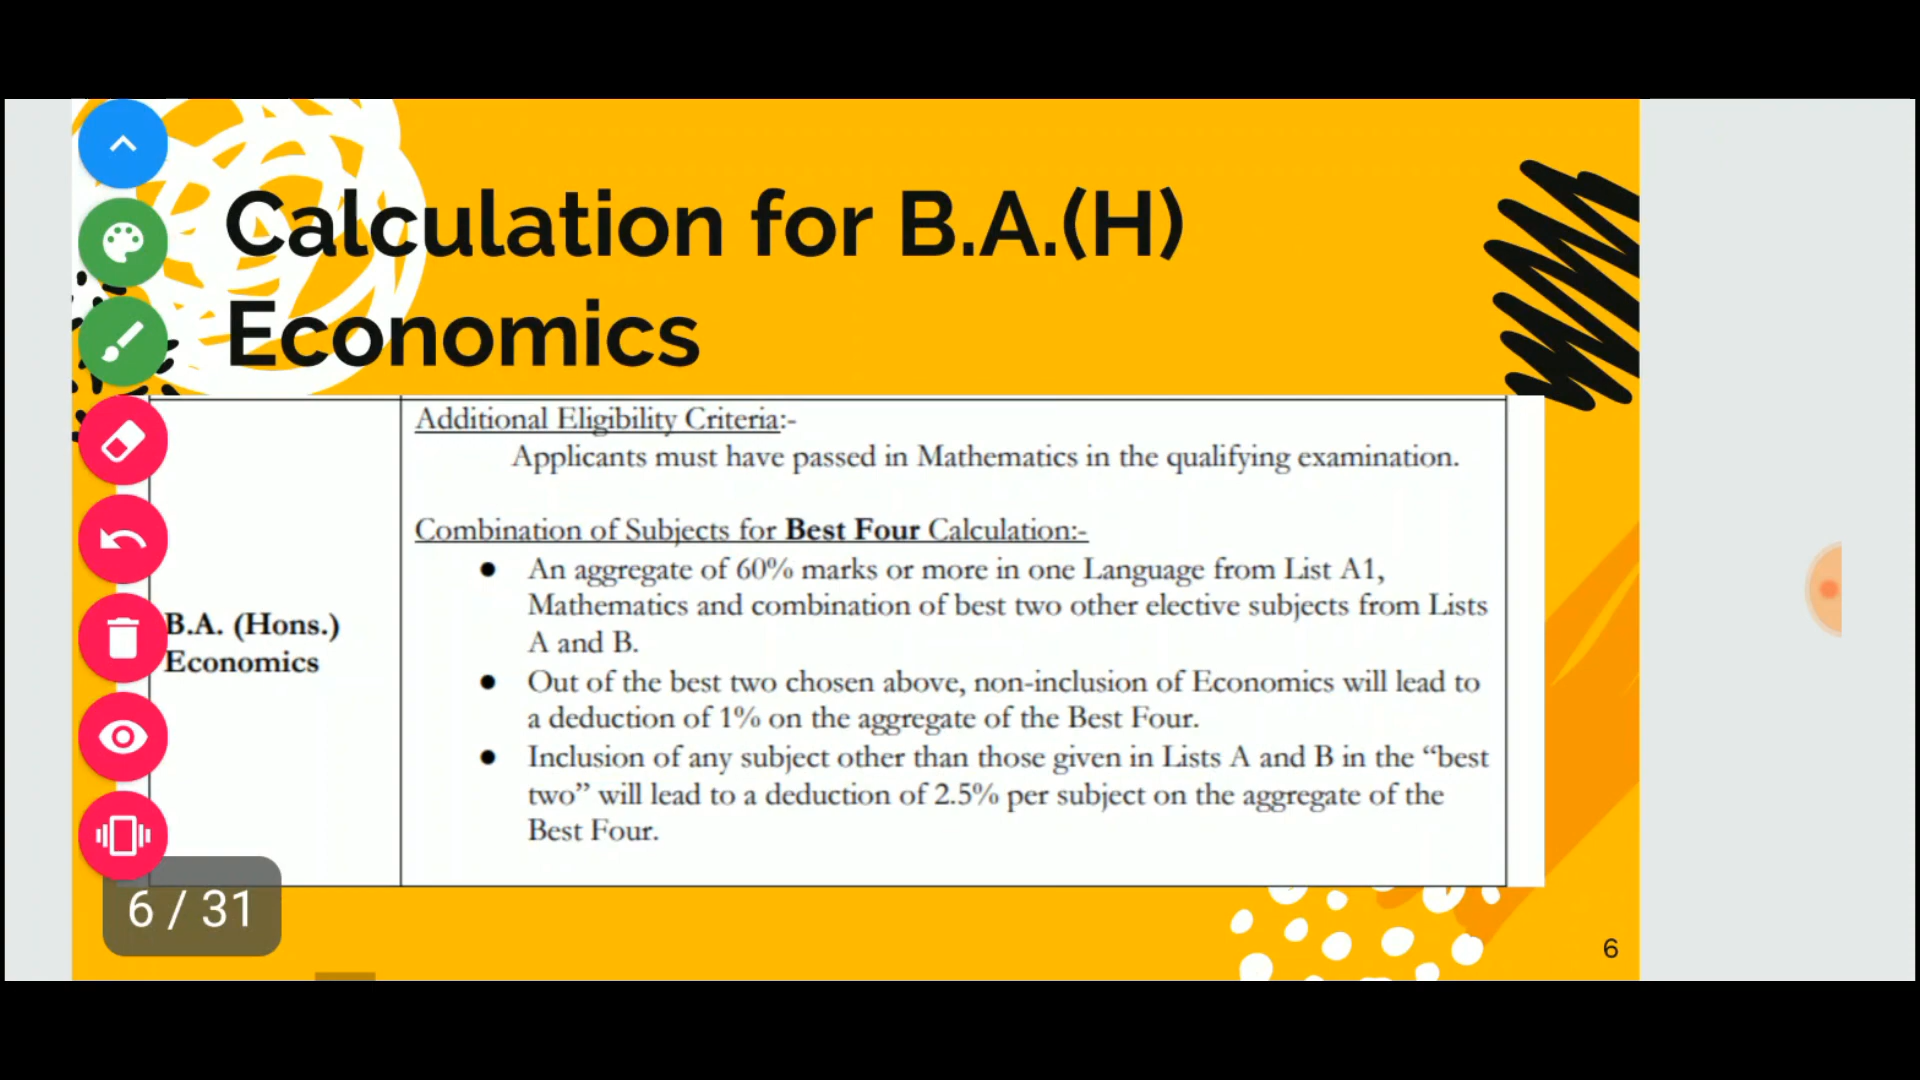 Calculation for B.A.(H)
Economics
Additional Eligibility Criteria:-
Applicants must have passed in Mathematics in the qualifying examination.
Combination of Subjects for Best Four Calculation:-
● An aggregate of 60% marks or more in one Language from List A1,
Mathematics and combination of best two other elective subjects from Lists
A and B.
B.A. (Hons.)
Economics
● Out of the best two chosen above, non-inclusion of Economics will lead to
a deduction of 1% on the aggregate of the Best Four.
● Inclusion of any subject other than those given in Lists A and B in the “best
two” will lead to a deduction of 2.5% per subject on the aggregate of the
Best Four.
6 / 31
6